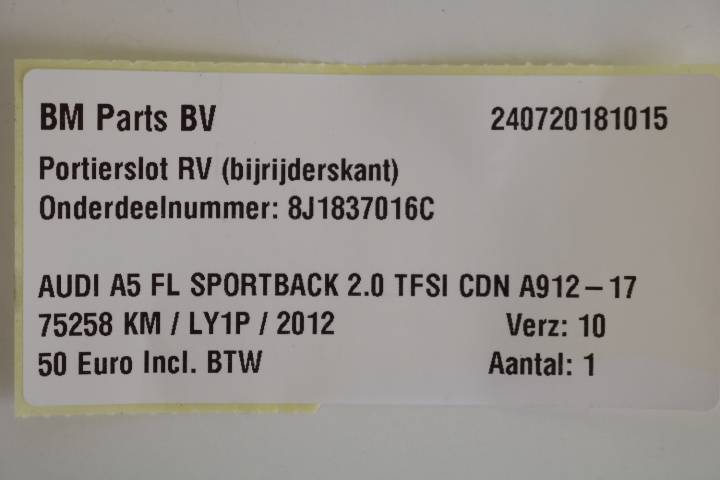 BM Parts BV 240720181015
Portierslot RV (bijrijderskant)
Onderdeelnummer: 8J1837016C
AUDI A5 FL SPORTBACK 2.0 TFSI CDN A912-17
75258 KM / LY1P / 2012 Verz: 10
50 Euro Incl. BTW Aantal: 1